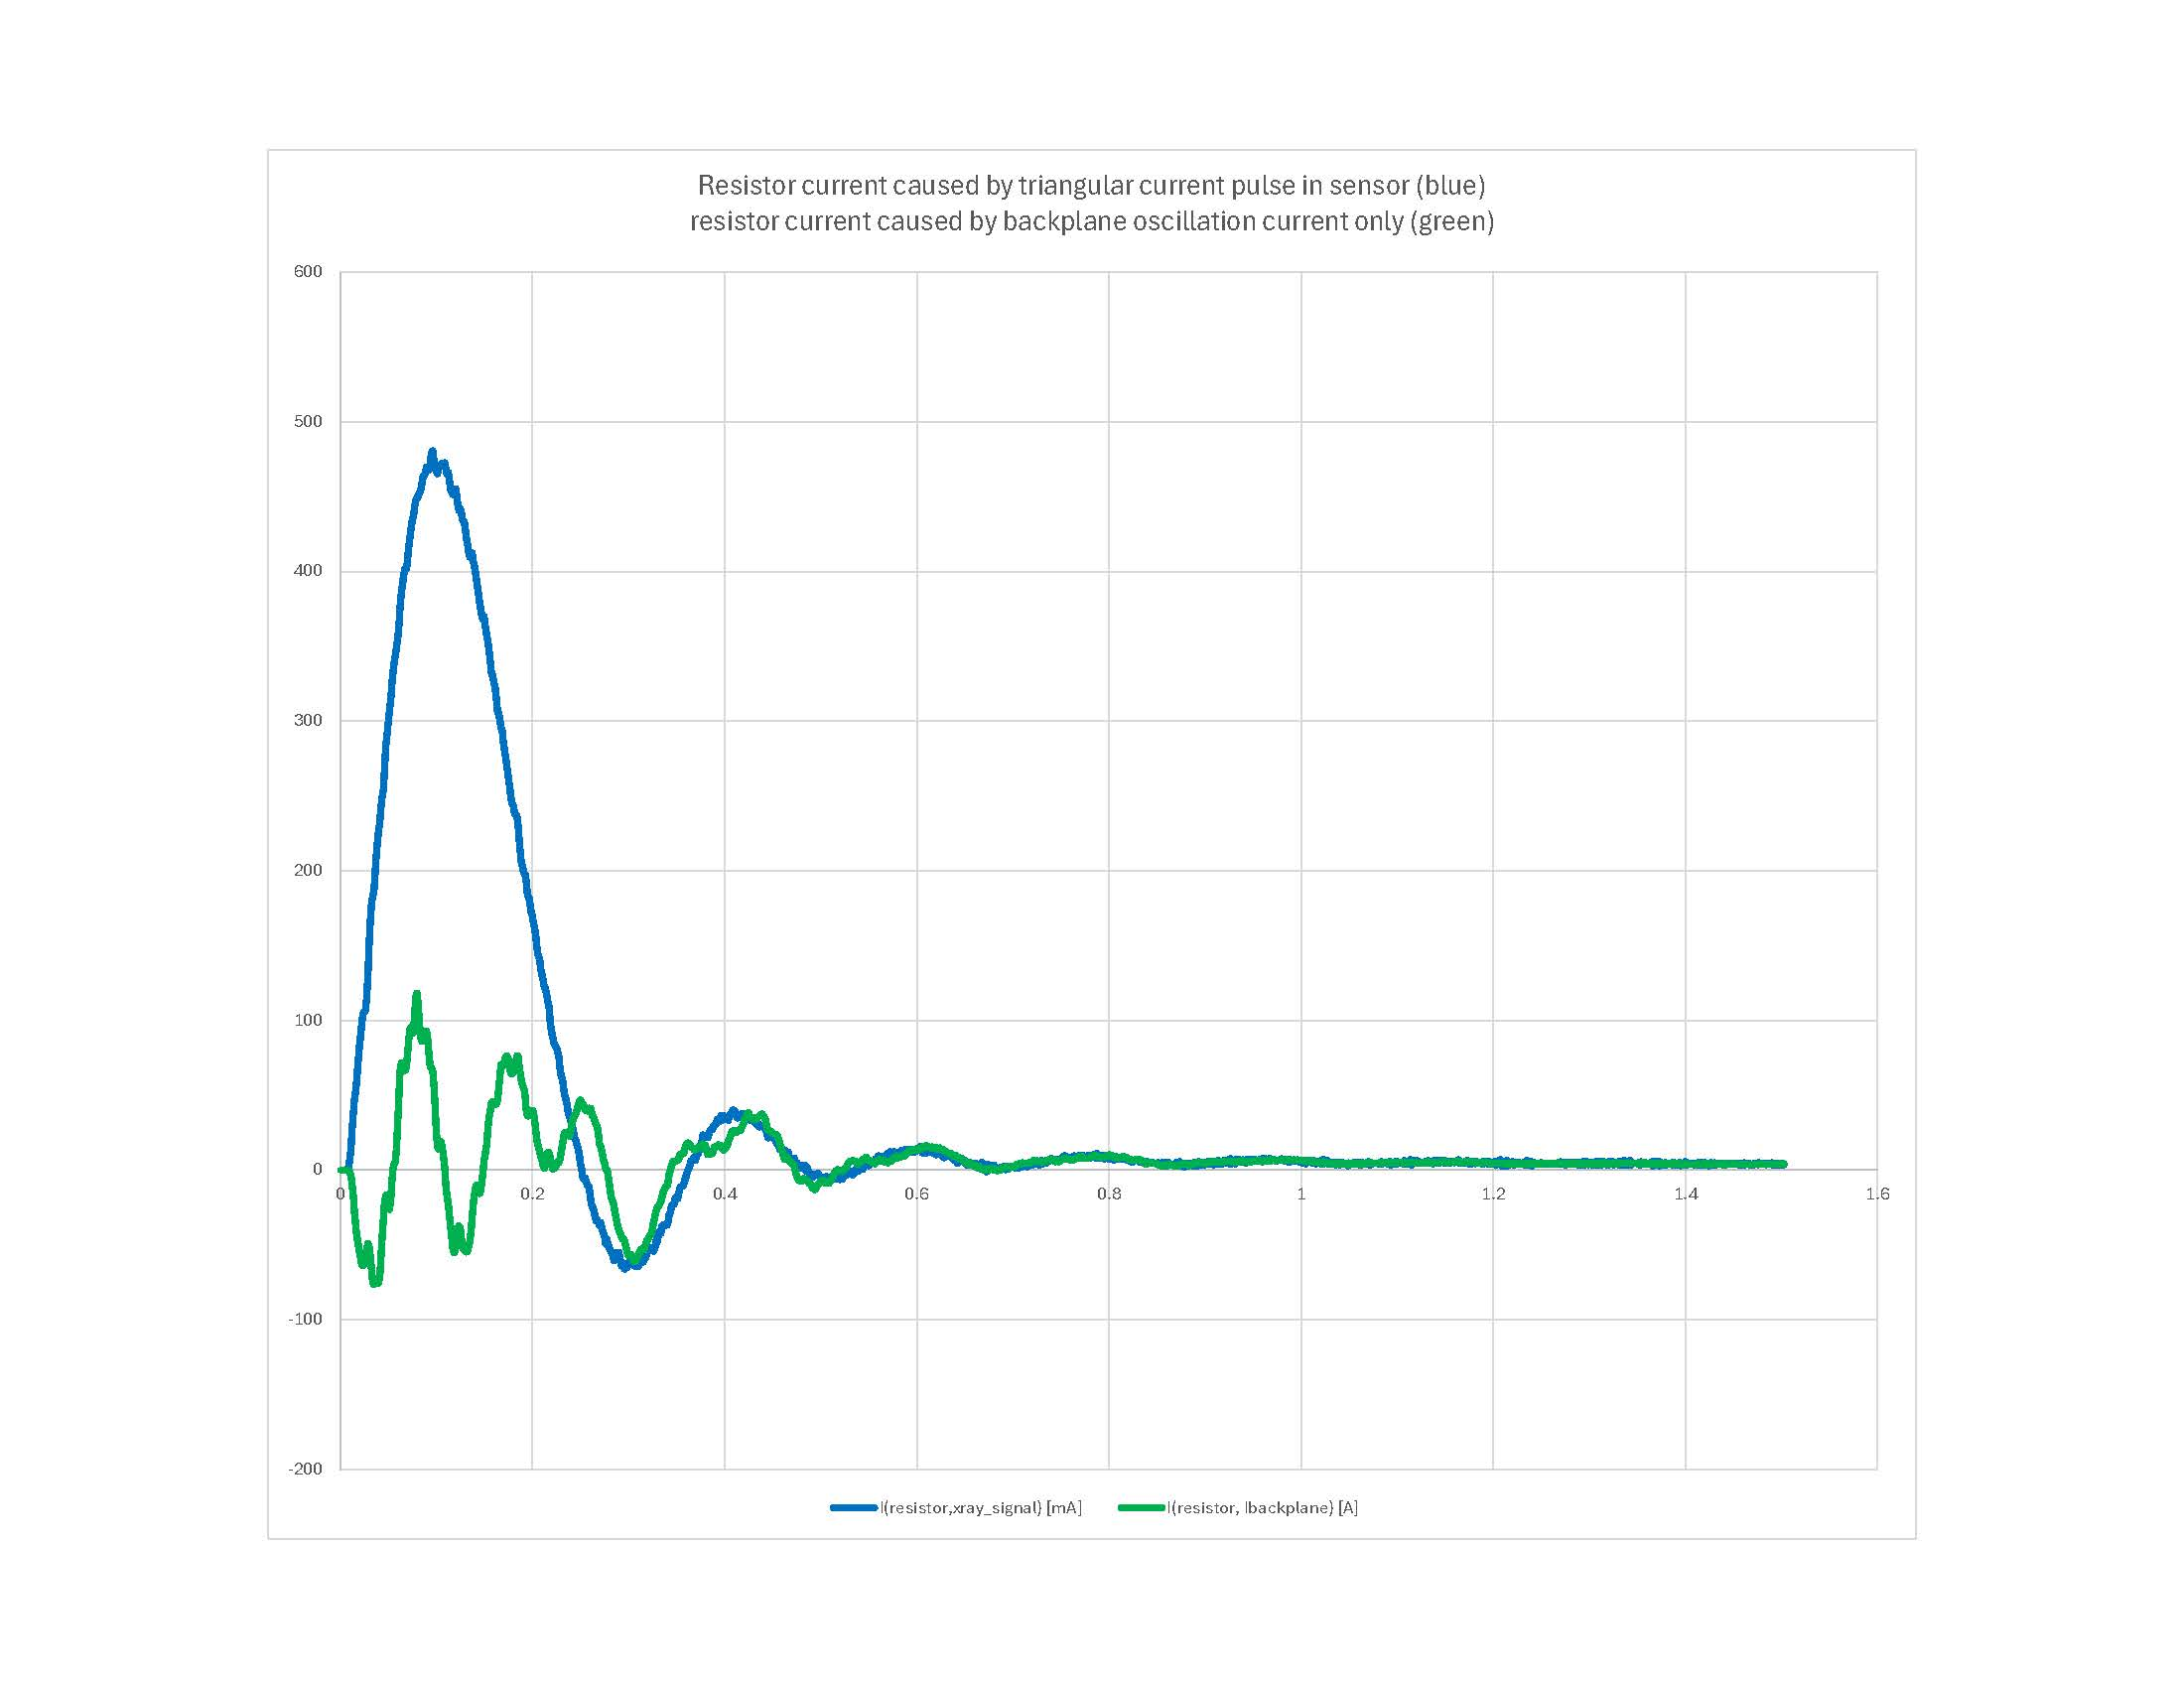 Resistor current caused by triangular current pulse in sensor (blue)
resistor current caused by backplane oscillation current only (green)
600
500
400
300
200
100
0
-100
-200
0 0.2 0.4 0.6 0.8 1 1.2 1.4 1.6
I(resistor,xray_signal) [mA] I(resistor, Ibackplane) [A]